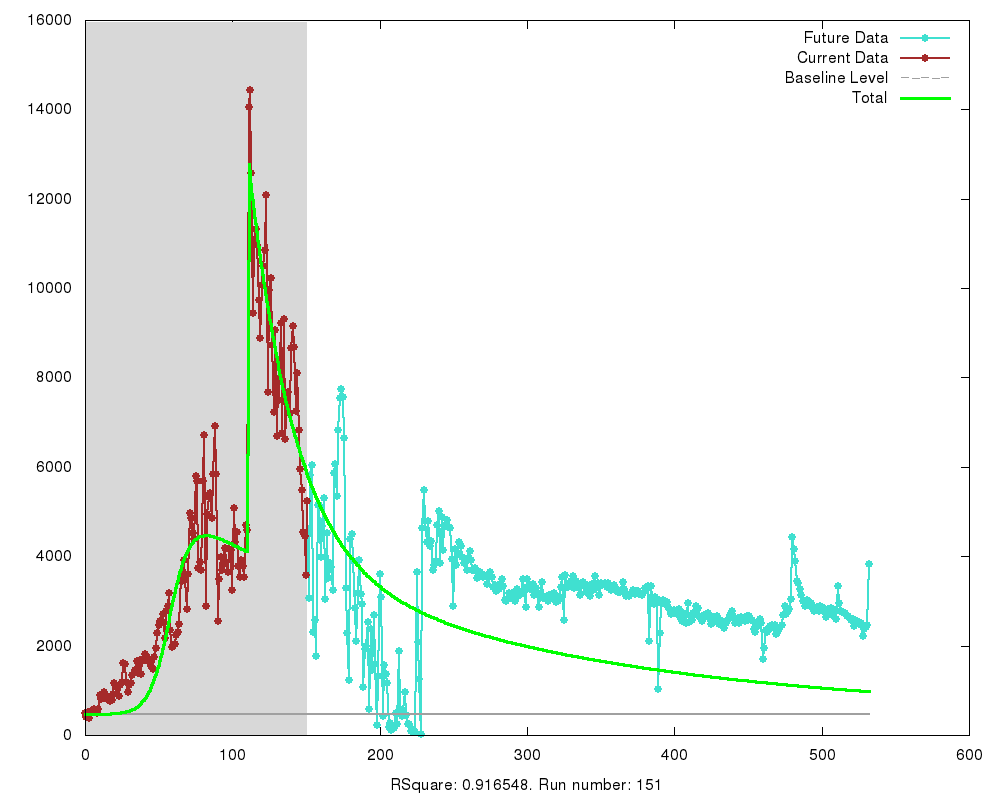 16000
14000
12000
10000
8000
6000
4000
2000
0
0 100 200 300 400 500 600
Future Data
Current Data
Baseline Level
Total
RSquare: 0.916548. Run number: 151